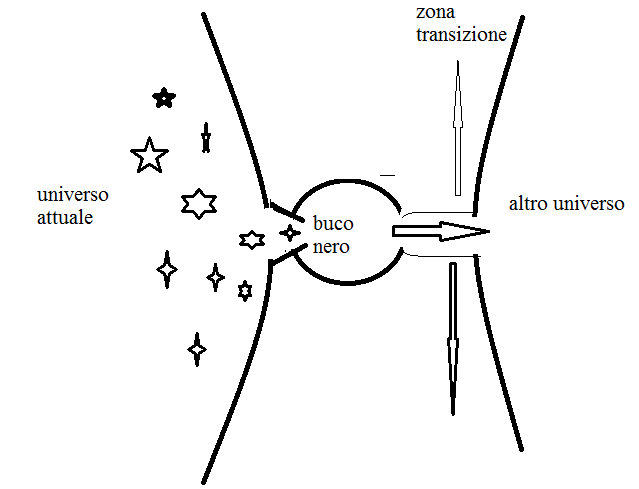 zona
transizione
universo
attuale
buco
nero
altro universo